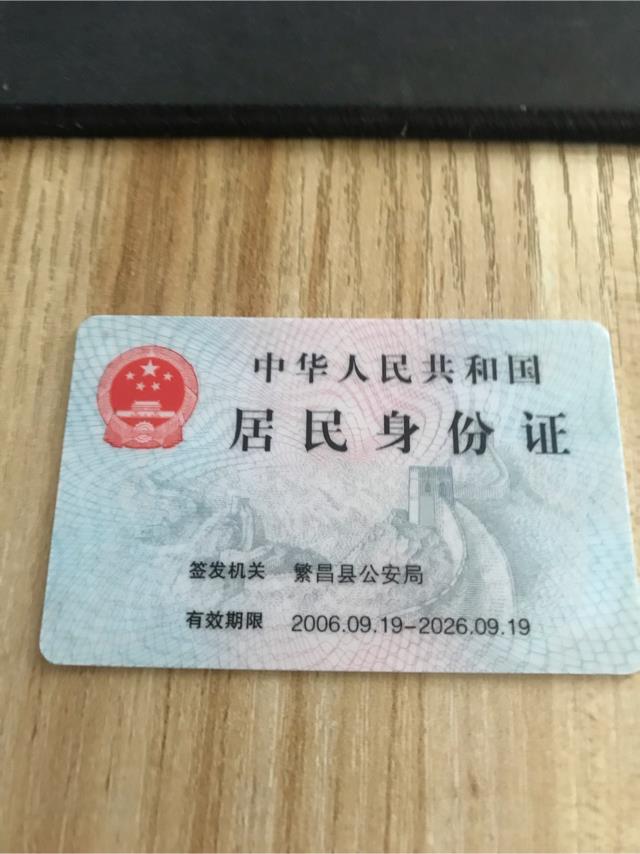 中华人民共和国
居民身份证
签发机关 繁昌县公安局
有效期限 2006.09.19-2026.09.19